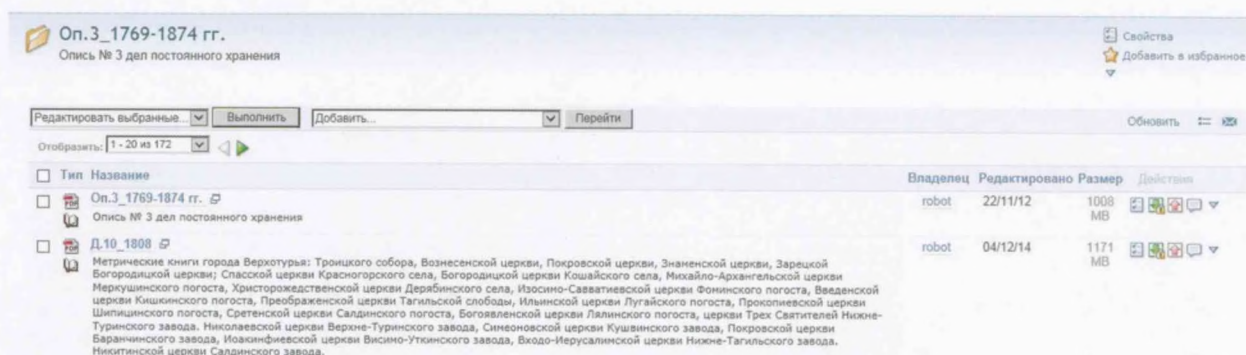 Оп.3_1769-1874 гг.
Опись № 3 дел постоянного хранения
Свойства
Добавить в избранное
Редактировать выбранные... Выполнить Добавить... Перейти
Обновить
Отобразить: 1 - 20 из 172
Тип Название Владелец Редактировано Размер Действия
Оп.3_1769-1874 гг. robot 22/11/12 1008 MB
Опись № 3 дел постоянного хранения
Д.10_1808 robot 04/12/14 1171 MB
Метрические книги города Верхотурья: Троицкого собора, Вознесенской церкви, Покровской церкви, Знаменской церкви, Зарецкой
Богородицкой церкви; Спасской церкви Красногорского села, Богородицкой церкви Кошайского села, Михайло-Архангельской церкви
Меркушинского погоста, Христорождественской церкви Дерябинского села, Изосино-Савватиевской церкви Фоминского погоста, Введенской
церкви Кишкинского погоста, Преображенской церкви Тагильской слободы, Ильинской церкви Лугайского погоста, Прокопиевской церкви
Шипицинского погоста, Сретенской церкви Салдинского погоста, Богоявленской церкви Лялинского погоста, церкви Трех Святителей Нижне-
Туринского завода. Николаевской церкви Верхне-Туринского завода, Симеоновской церкви Кушвинского завода, Покровской церкви
Баранчинского завода, Иоакинфиевской церкви Висимо-Уткинского завода, Входо-Иерусалимской церкви Нижне-Тагильского завода.
Никитинской церкви Салдинского завода.